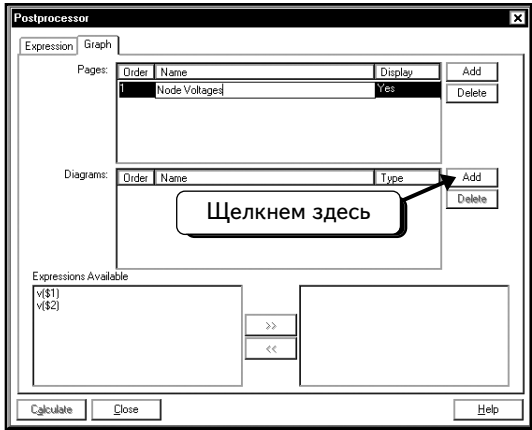 Postprocessor
Expression Graph
Pages: Order Name Display Add
1 Node Voltages Yes Delete
Diagrams: Order Name Type Add
Delete
Щелкнем здесь
Expressions Available
v($1)
v($2)
>>
<<
Calculate Close Help